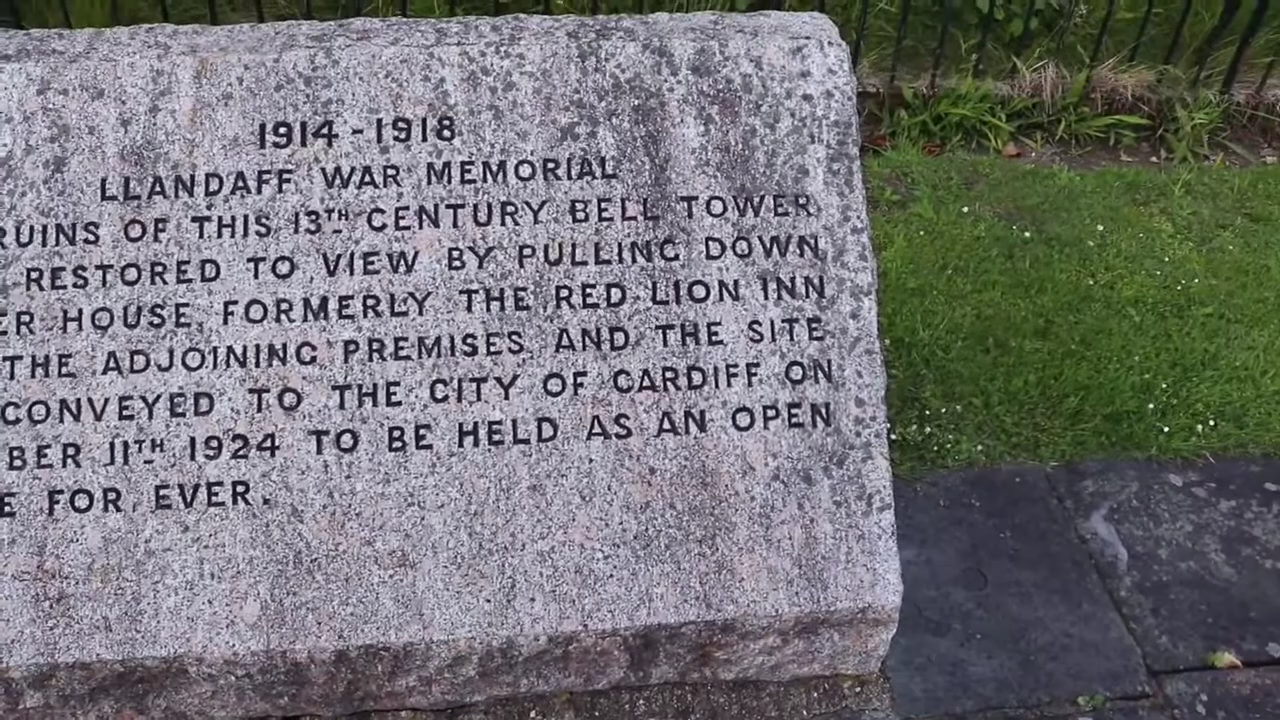 1914 - 1918
LLANDAFF WAR MEMORIAL
RUINS OF THIS 13TH CENTURY BELL TOWER
RESTORED TO VIEW BY PULLING DOWN
ER HOUSE, FORMERLY THE RED LION INN
THE ADJOINING PREMISES AND THE SITE
CONVEYED TO THE CITY OF CARDIFF ON
BER 11TH 1924 TO BE HELD AS AN OPEN
E FOR EVER.